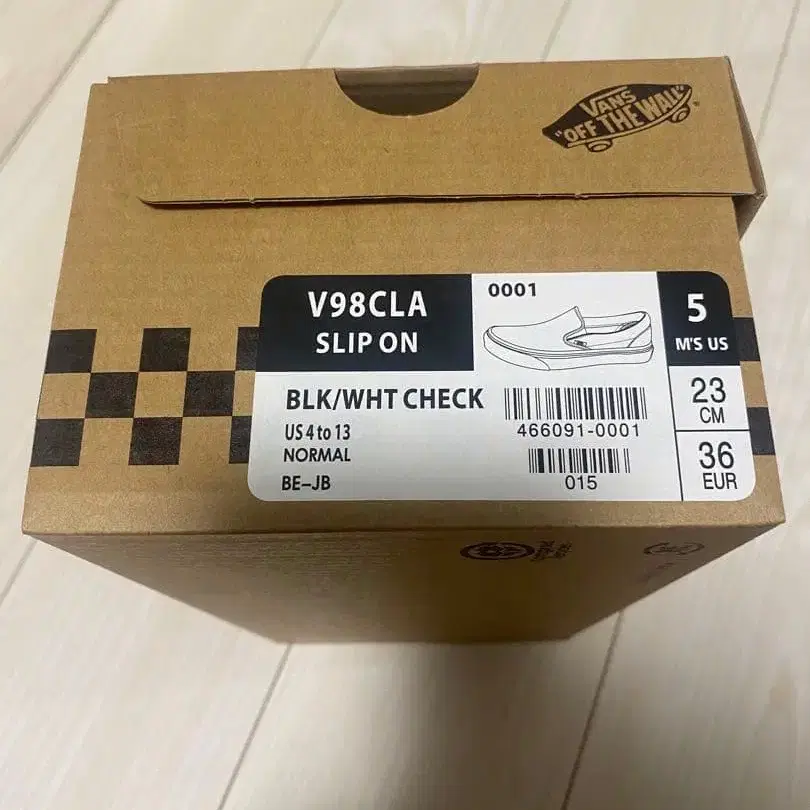 VANS
"OFF THE WALL"
V98CLA
SLIP ON
0001
5
M'S US
BLK/WHT CHECK
US 4 to 13
NORMAL
BE-JB
466091-0001
015
23
CM
36
EUR